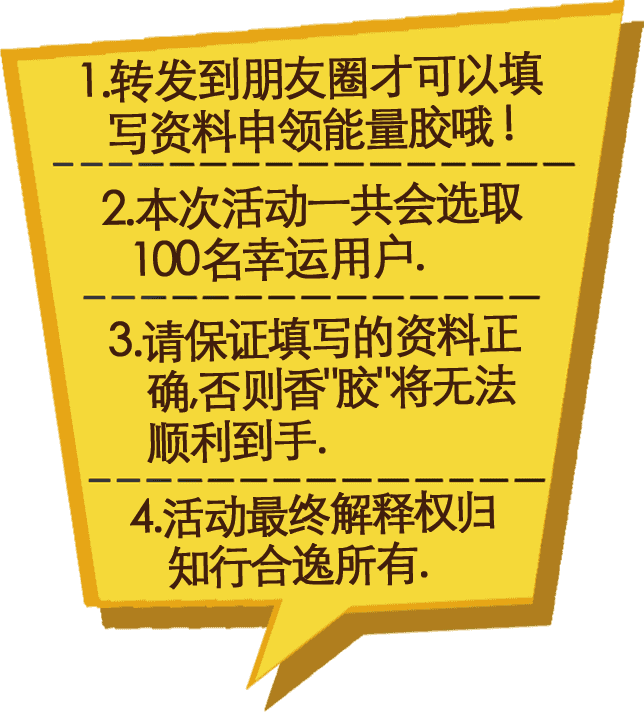 1.转发到朋友圈才可以填
写资料申领能量胶哦!
2.本次活动一共会选取
100名幸运用户.
3.请保证填写的资料正
确,否则香"胶"将无法
顺利到手.
4.活动最终解释权归
知行合逸所有.